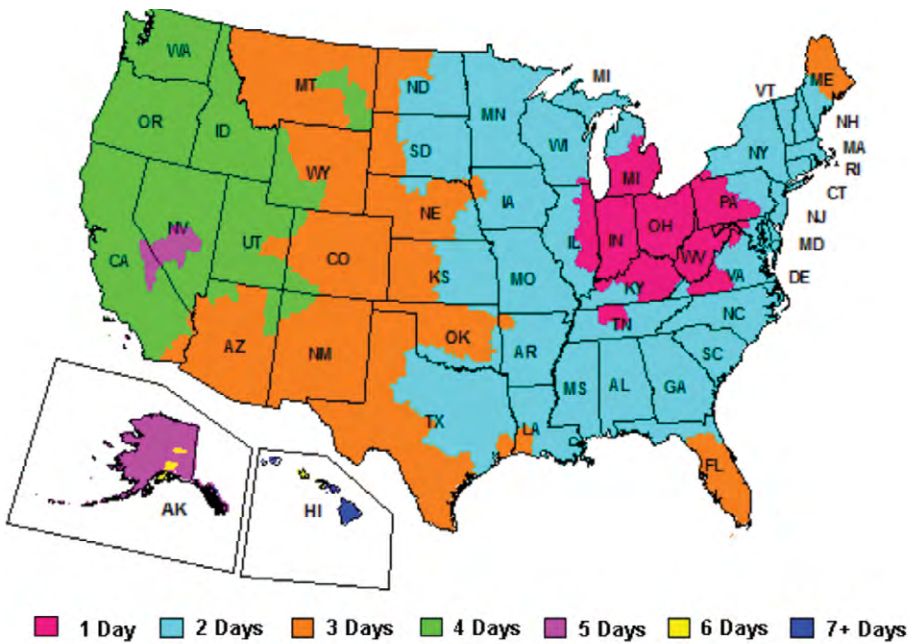 WA
MT
ND
MN
MI
VT
ME
NH
OR
ID
SD
WI
NY
MA
RI
WY
MI
CT
NE
IA
PA
NJ
NV
UT
IL
IN
OH
MD
CA
CO
KS
MO
WV
VA
DE
KY
NC
AZ
NM
OK
TN
AR
SC
MS
AL
GA
TX
LA
FL
AK
HI
1 Day
2 Days
3 Days
4 Days
5 Days
6 Days
7+ Days